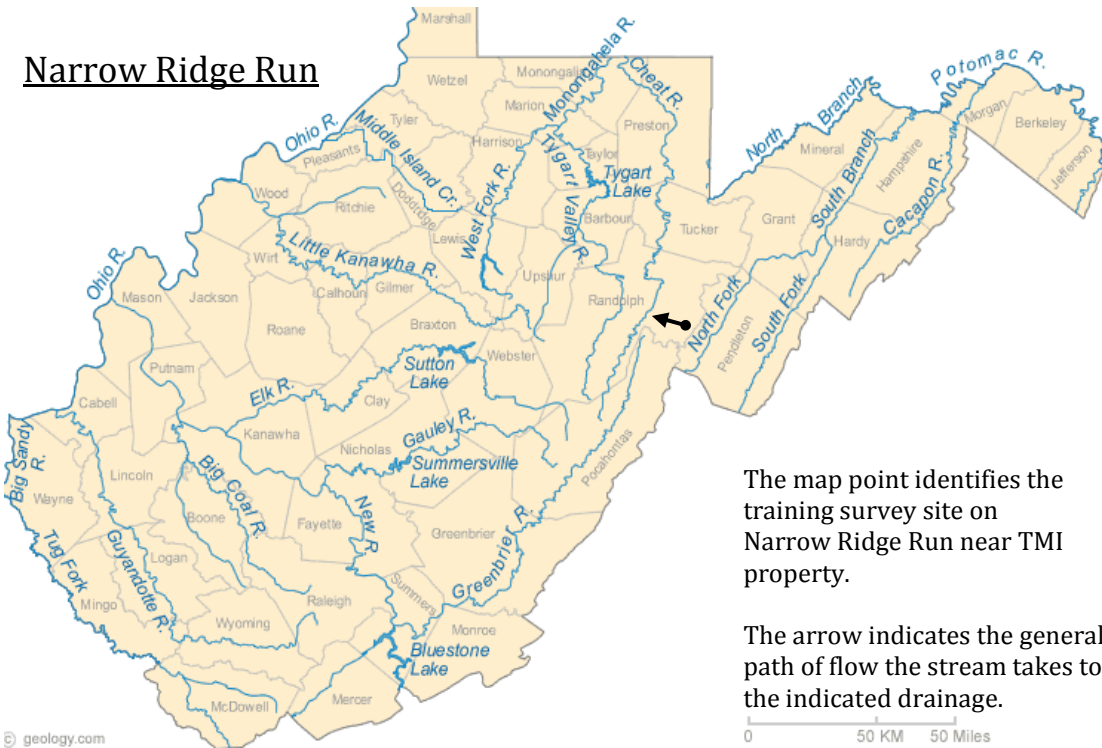 Narrow Ridge Run
Marshall
Wetzel
Monongalia
Monongahela R.
Cheat R.
Marion
Preston
Tyler
Harrison
Ohio R.
Middle Island Cr.
Pleasants
Taylor
Tygart Valley R.
Tygart
Lake
Doddridge
Wood
Ritchie
West Fork R.
Barbour
Lewis
Tucker
North Branch
Potomac R.
Morgan
Berkeley
Jefferson
Mineral
Hampshire
South Branch
Cacapon R.
Grant
Hardy
Little Kanawha R.
Wirt
Upshur
Gilmer
Calhoun
Randolph
North Fork
South Fork
Pendleton
Ohio R.
Mason
Jackson
Roane
Braxton
Webster
Putnam
Sutton
Lake
Elk R.
Clay
Cabell
Kanawha
Nicholas
Gauley R.
Summersville
Lake
Pocahontas
Big Sandy
R.
Lincoln
Big Coal R.
Wayne
Boone
Fayette
New R.
Greenbrier
Greenbrier R.
Tug Fork
Guyandotte R.
Logan
Mingo
Raleigh
Summers
Wyoming
Monroe
Bluestone
Lake
McDowell
Mercer
The map point identifies the
training survey site on
Narrow Ridge Run near TMI
property.
The arrow indicates the general
path of flow the stream takes to
the indicated drainage.
0 50 KM 50 Miles
© geology.com